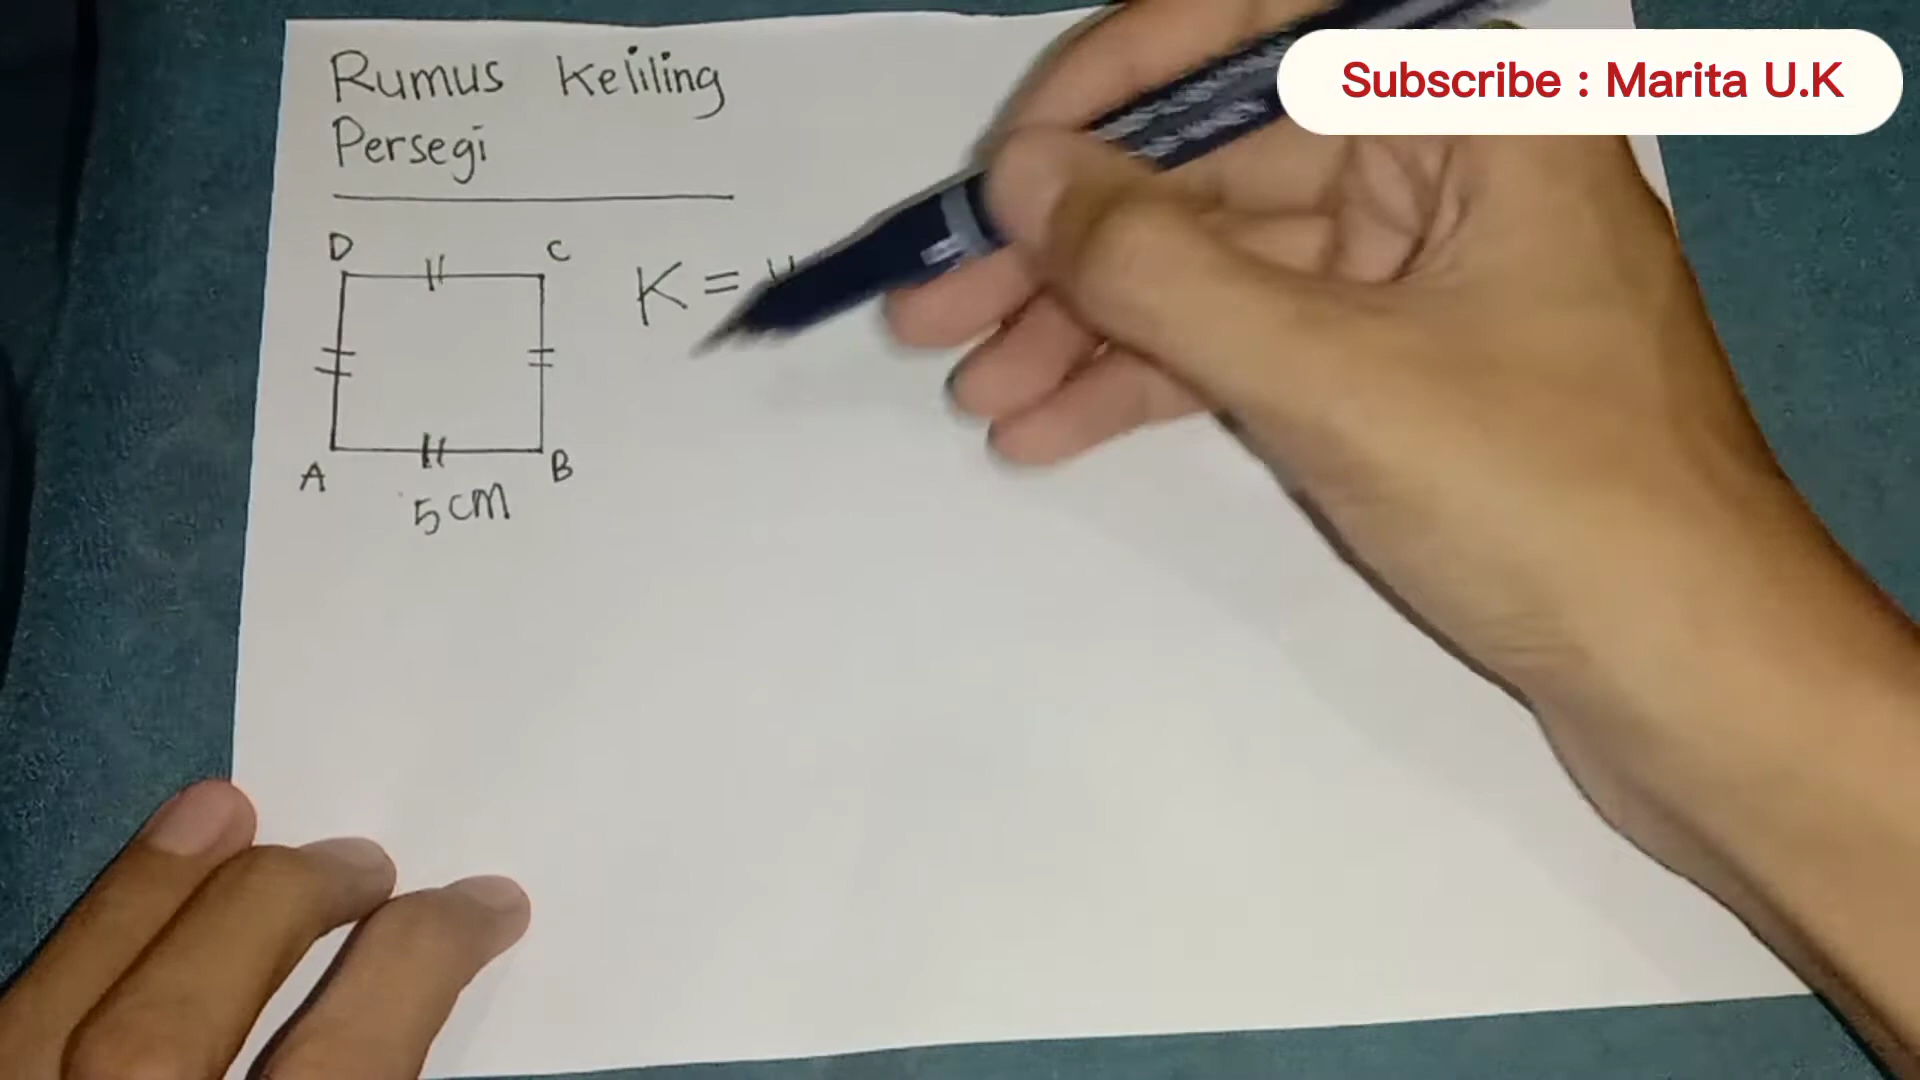 Subscribe : Marita U.K
Rumus Keliling
Persegi
D
C
K =
A
B
5 cm